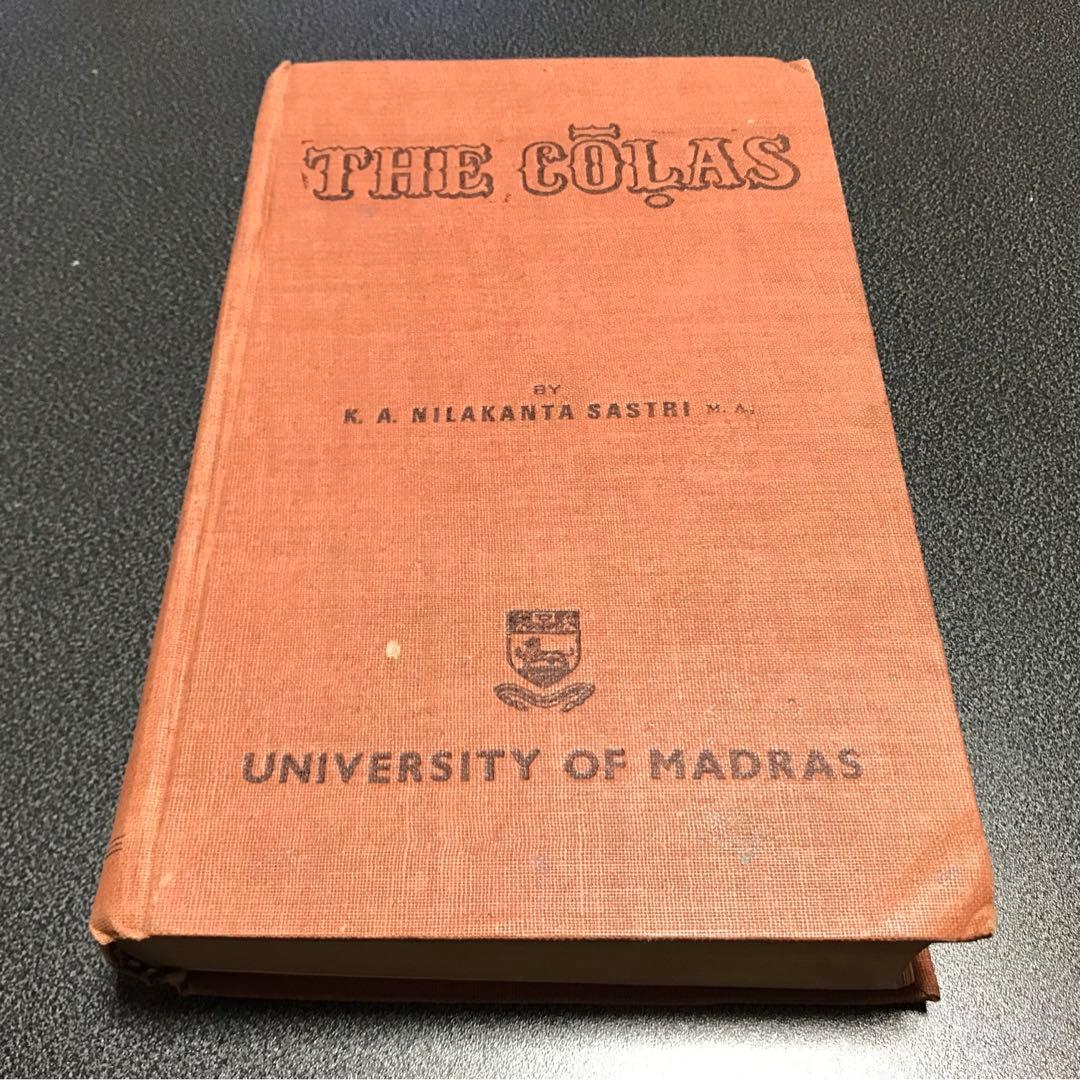 THE CŌḶAS
BY
K. A. NILAKANTA SASTRI M. A.,
UNIVERSITY OF MADRAS